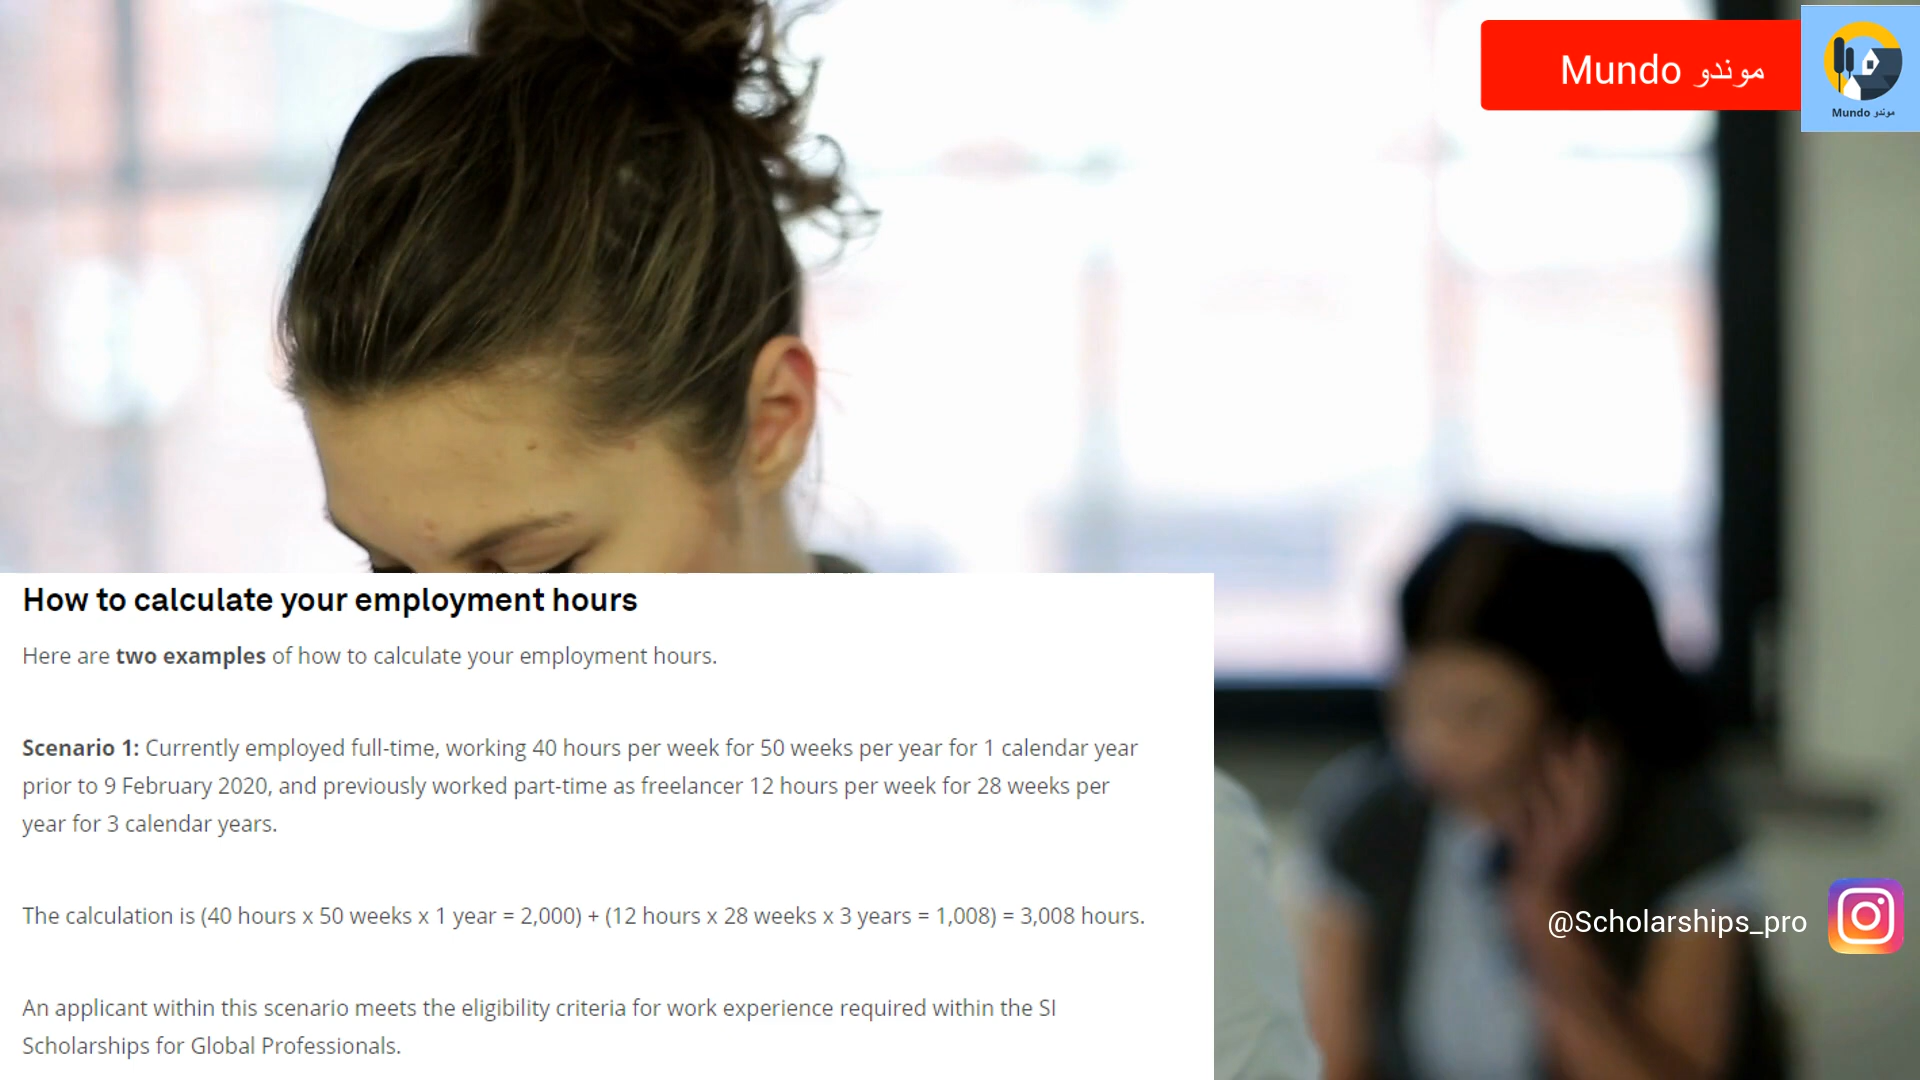 Mundo موندو
Mundo موندو
How to calculate your employment hours
Here are two examples of how to calculate your employment hours.
Scenario 1: Currently employed full-time, working 40 hours per week for 50 weeks per year for 1 calendar year
prior to 9 February 2020, and previously worked part-time as freelancer 12 hours per week for 28 weeks per
year for 3 calendar years.
The calculation is (40 hours x 50 weeks x 1 year = 2,000) + (12 hours x 28 weeks x 3 years = 1,008) = 3,008 hours.
@Scholarships_pro
An applicant within this scenario meets the eligibility criteria for work experience required within the SI
Scholarships for Global Professionals.